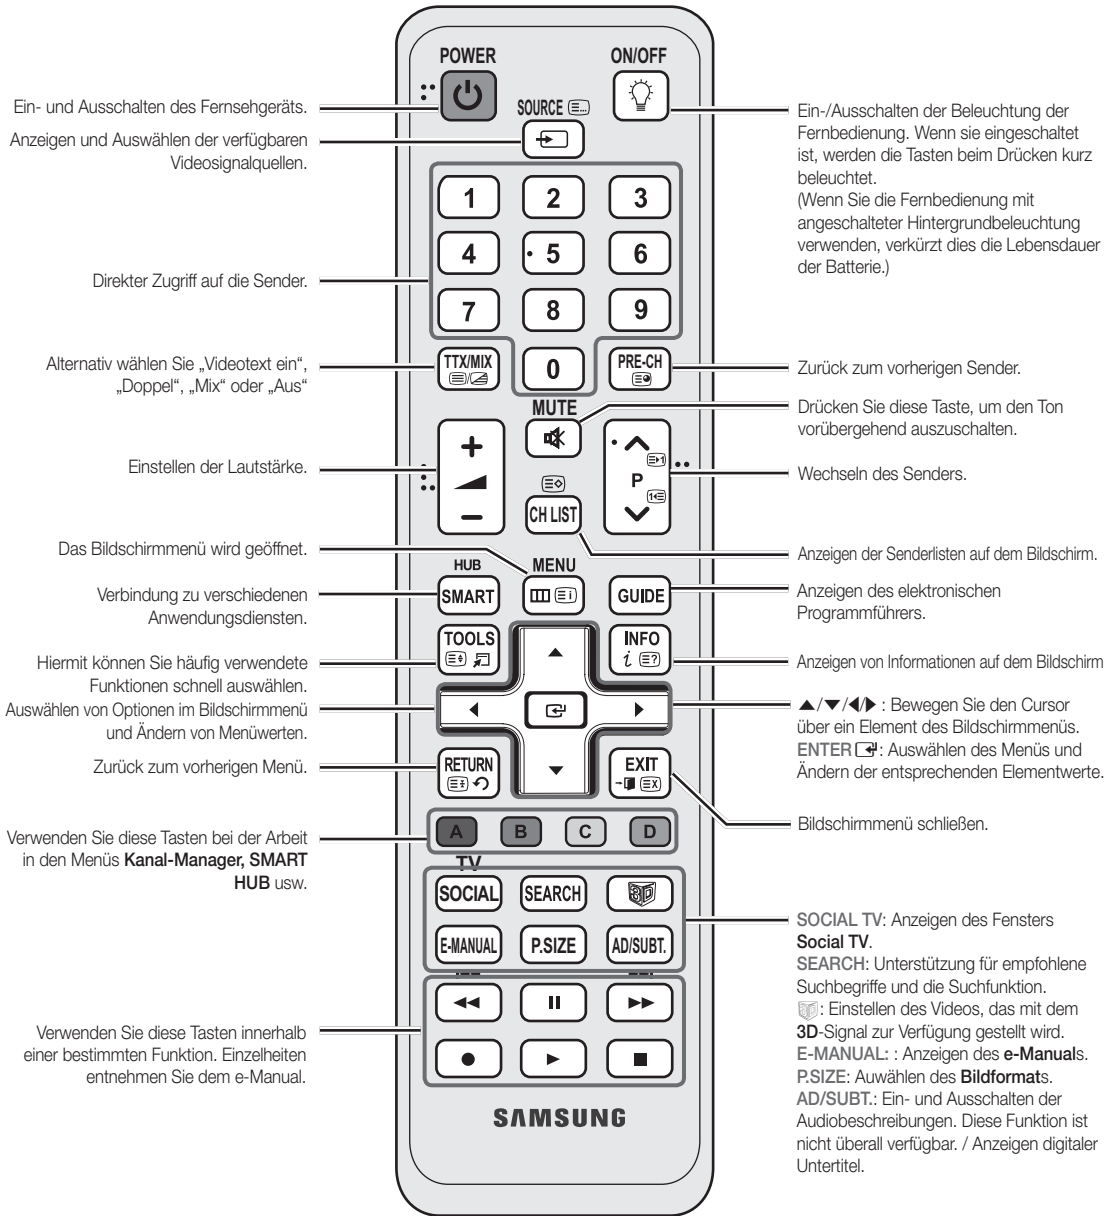 POWER
ON/OFF
SOURCE
Ein- und Ausschalten des Fernsehgeräts.
Anzeigen und Auswählen der verfügbaren
Videosignalquellen.
Ein-/Ausschalten der Beleuchtung der
Fernbedienung. Wenn sie eingeschaltet
ist, werden die Tasten beim Drücken kurz
beleuchtet.
(Wenn Sie die Fernbedienung mit
angeschalteter Hintergrundbeleuchtung
verwenden, verkürzt dies die Lebensdauer
der Batterie.)
1 2 3
4 5 6
7 8 9
Direkter Zugriff auf die Sender.
Alternativ wählen Sie „Videotext ein“,
„Doppel“, „Mix“ oder „Aus“
TTX/MIX 0 PRE-CH
Zurück zum vorherigen Sender.
MUTE
Drücken Sie diese Taste, um den Ton
vorübergehend auszuschalten.
Einstellen der Lautstärke.
P
Wechseln des Senders.
CH LIST
Anzeigen der Senderlisten auf dem Bildschirm.
Das Bildschirmmenü wird geöffnet.
HUB MENU
SMART GUIDE
Verbindung zu verschiedenen
Anwendungsdiensten.
Anzeigen des elektronischen
Programmführers.
TOOLS INFO
Hiermit können Sie häufig verwendete
Funktionen schnell auswählen.
Anzeigen von Informationen auf dem Bildschirm
Auswählen von Optionen im Bildschirmmenü
und Ändern von Menüwerten.
▲/▼/◀/▶ : Bewegen Sie den Cursor
über ein Element des Bildschirmmenüs.
ENTER : Auswählen des Menüs und
Ändern der entsprechenden Elementwerte.
Zurück zum vorherigen Menü.
RETURN EXIT
Bildschirmmenü schließen.
A B C D
Verwenden Sie diese Tasten bei der Arbeit
in den Menüs Kanal-Manager, SMART
HUB usw.
TV
SOCIAL SEARCH 3D
E-MANUAL P.SIZE AD/SUBT.
SOCIAL TV: Anzeigen des Fensters
Social TV.
SEARCH: Unterstützung für empfohlene
Suchbegriffe und die Suchfunktion.
3D: Einstellen des Videos, das mit dem
3D-Signal zur Verfügung gestellt wird.
E-MANUAL: : Anzeigen des e-Manuals.
P.SIZE: Auwählen des Bildformats.
AD/SUBT.: Ein- und Ausschalten der
Audiobeschreibungen. Diese Funktion ist
nicht überall verfügbar. / Anzeigen digitaler
Untertitel.
Verwenden Sie diese Tasten innerhalb
einer bestimmten Funktion. Einzelheiten
entnehmen Sie dem e-Manual.
SAMSUNG